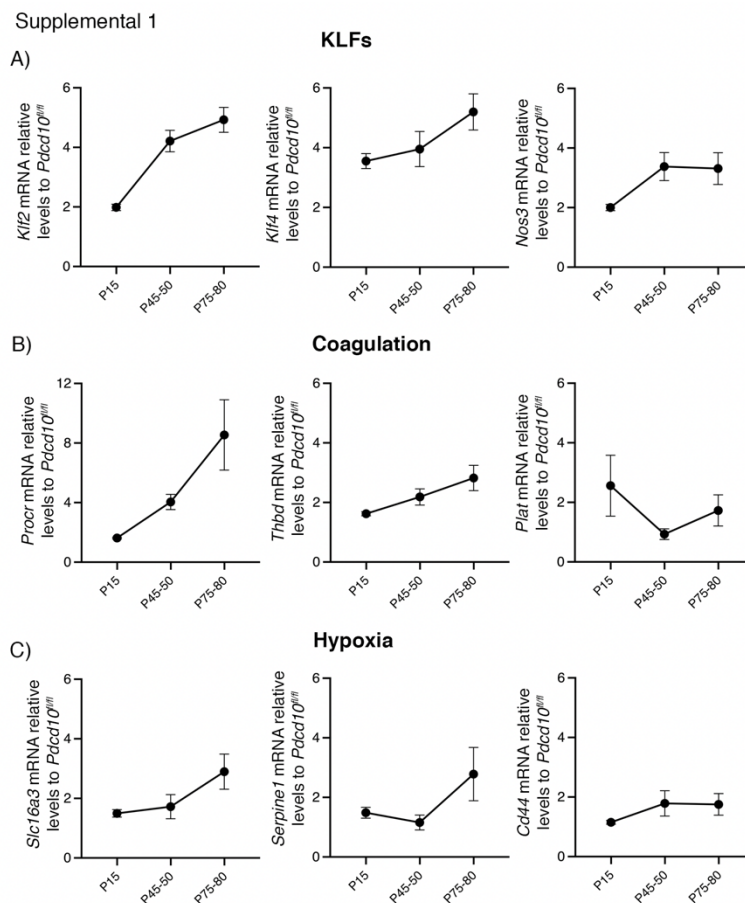 Supplemental 1
KLFs
A)
Klf2 mRNA relative
levels to Pdcd10fl/fl
6
4
2
0
P15
P45-50
P75-80
Klf4 mRNA relative
levels to Pdcd10fl/fl
6
4
2
0
P15
P45-50
P75-80
Nos3 mRNA relative
levels to Pdcd10fl/fl
6
4
2
0
P15
P45-50
P75-80
B)
Coagulation
Procr mRNA relative
levels to Pdcd10fl/fl
12
8
4
0
P15
P45-50
P75-80
Thbd mRNA relative
levels to Pdcd10fl/fl
6
4
2
0
P15
P45-50
P75-80
Plat mRNA relative
levels to Pdcd10fl/fl
6
4
2
0
P15
P45-50
P75-80
C)
Hypoxia
Slc16a3 mRNA relative
levels to Pdcd10fl/fl
6
4
2
0
P15
P45-50
P75-80
Serpine1 mRNA relative
levels to Pdcd10fl/fl
6
4
2
0
P15
P45-50
P75-80
Cd44 mRNA relative
levels to Pdcd10fl/fl
6
4
2
0
P15
P45-50
P75-80